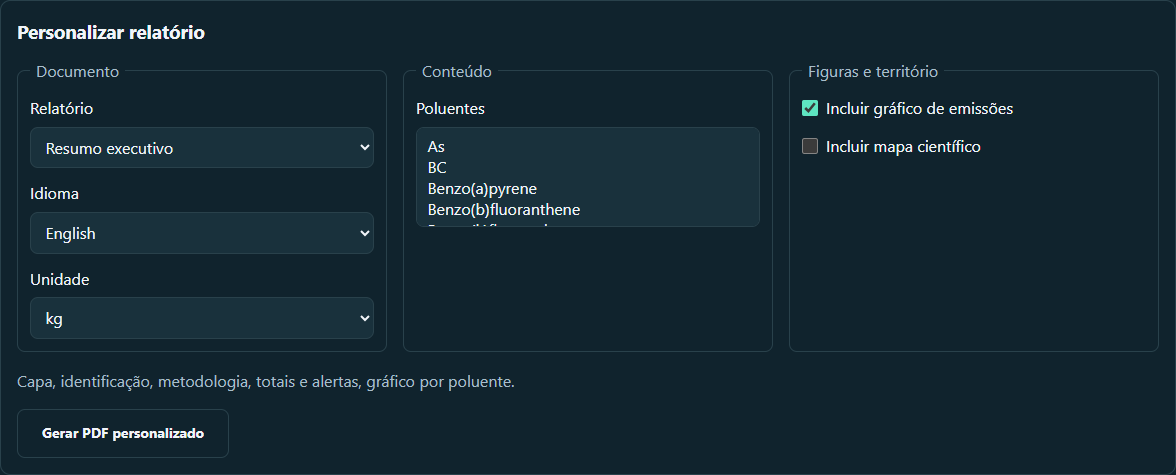 Personalizar relatório
Documento
Relatório
Resumo executivo
Idioma
English
Unidade
kg
Conteúdo
Poluentes
As
BC
Benzo(a)pyrene
Benzo(b)fluoranthene
Figuras e território
Incluir gráfico de emissões
Incluir mapa científico
Capa, identificação, metodologia, totais e alertas, gráfico por poluente.
Gerar PDF personalizado